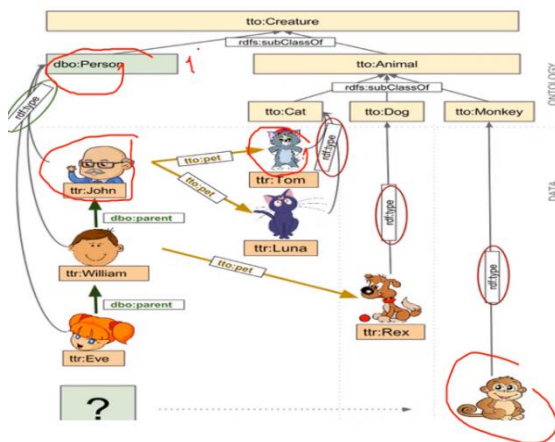 tto:Creature
rdfs:subClassOf
dbo:Person
tto:Animal
rdfs:subClassOf
rdf:type
tto:Cat
tto:Dog
tto:Monkey
ONTOLOGY
DATA
tto:pet
rdf:type
ttr:John
ttr:Tom
tto:pet
dbo:parent
rdf:type
ttr:Luna
ttr:William
tto:pet
rdf:type
dbo:parent
ttr:Rex
ttr:Eve
?